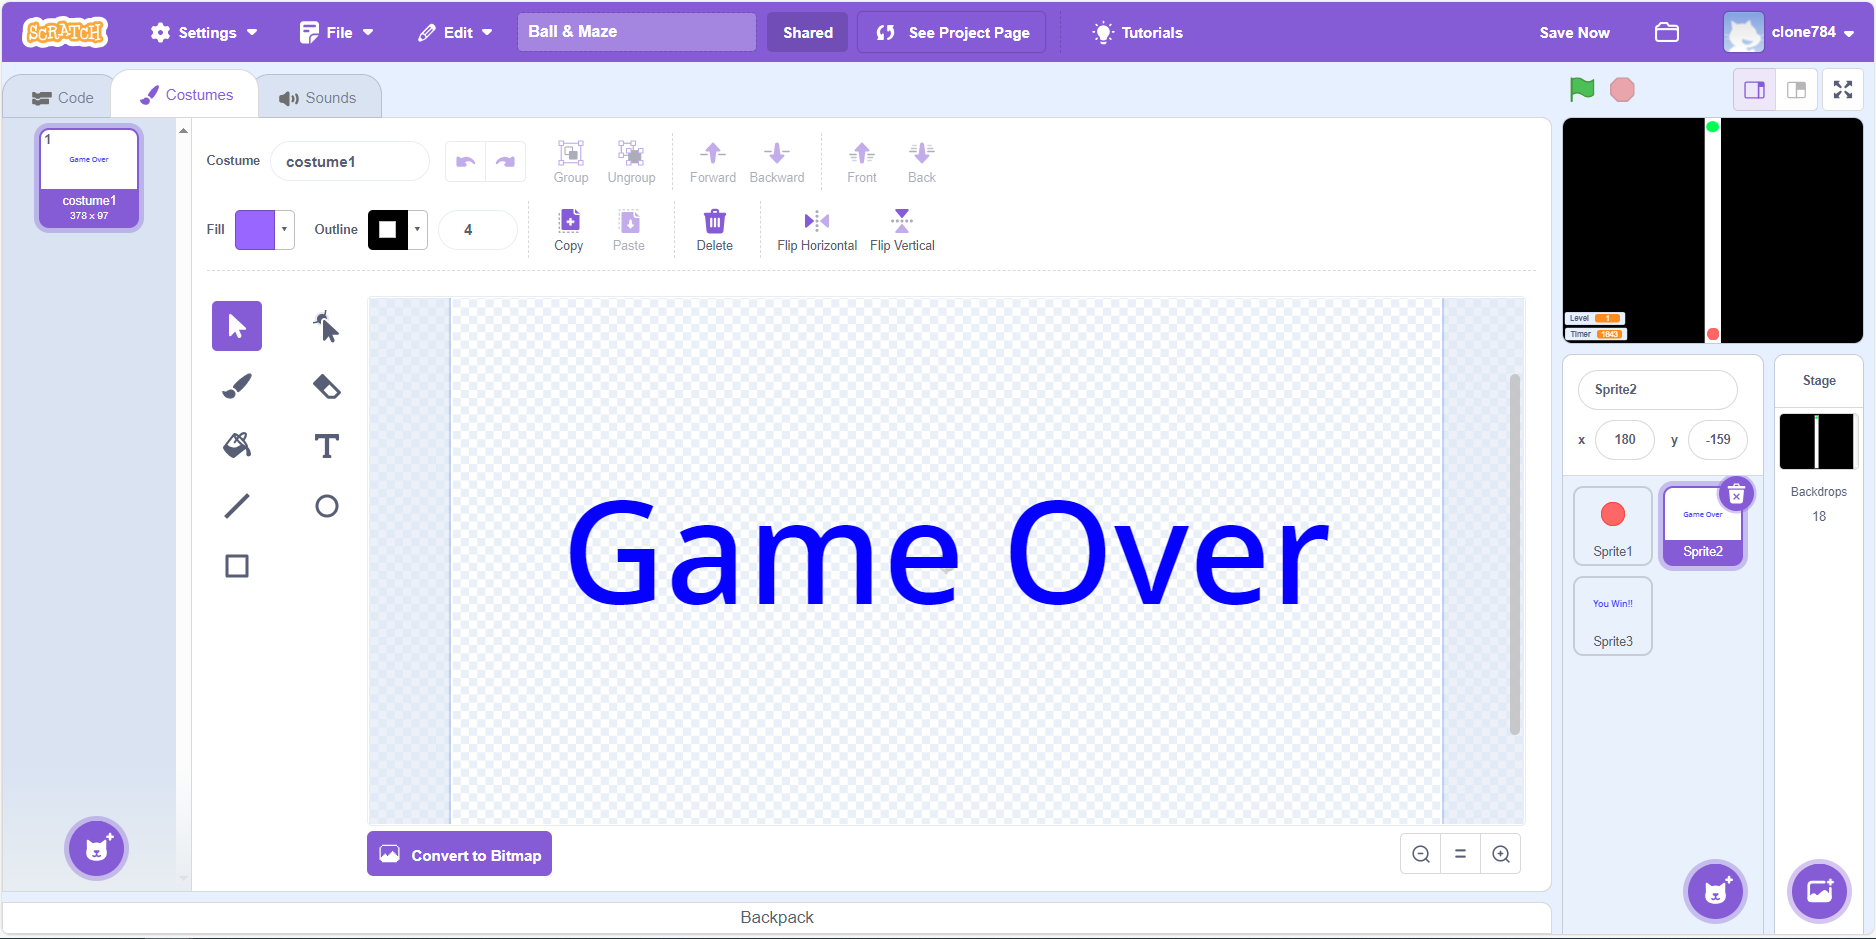 SCRATCH Settings File Edit Ball & Maze Shared See Project Page Tutorials Save Now clone784
Code Costumes Sounds
1
Game Over
costume1
378 x 97
Costume costume1 Group Ungroup Forward Backward Front Back
Fill Outline 4 Copy Paste Delete Flip Horizontal Flip Vertical
Game Over
Convert to Bitmap
Backpack
Level 1
Timer 1843
Sprite2
x 180 y -159
Sprite1
Game Over
Sprite2
You Win!!
Sprite3
Stage
Backdrops
18